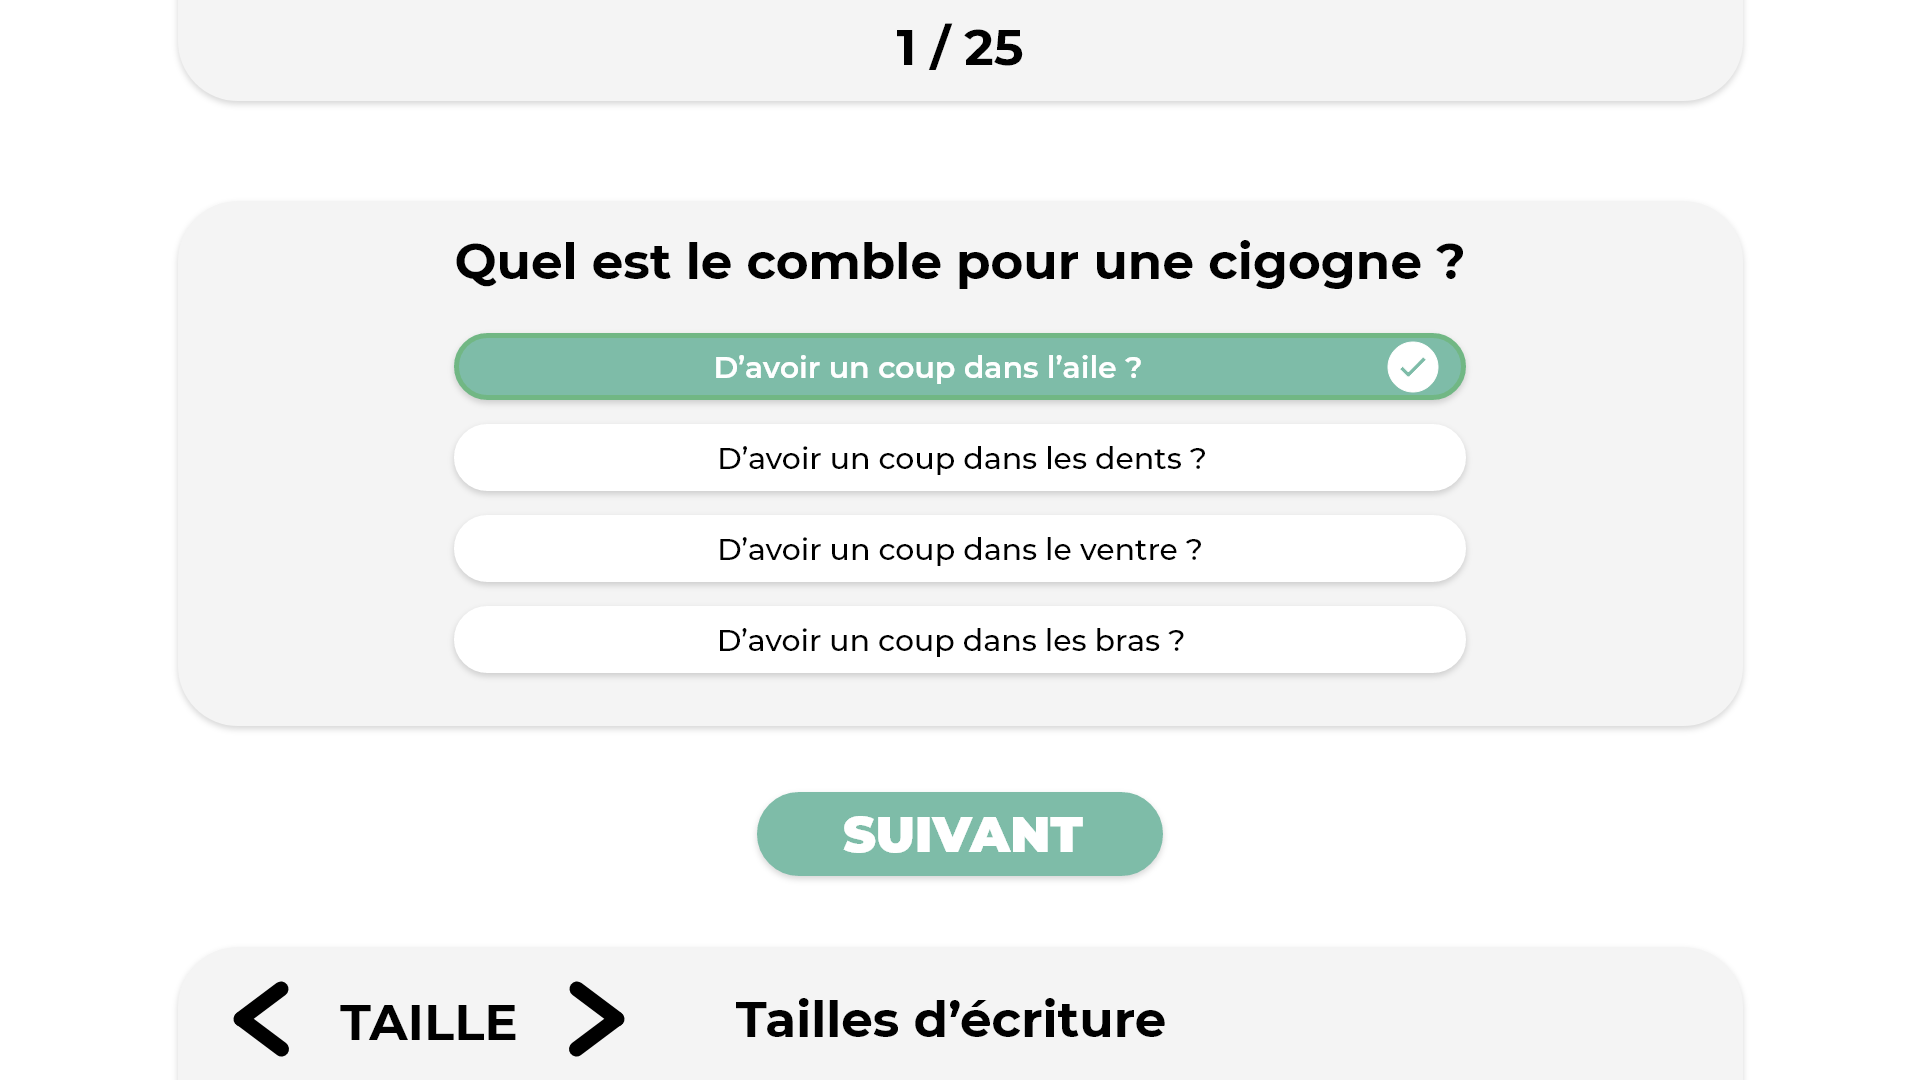 1 / 25
Quel est le comble pour une cigogne ?
D’avoir un coup dans l’aile ?
D’avoir un coup dans les dents ?
D’avoir un coup dans le ventre ?
D’avoir un coup dans les bras ?
SUIVANT
TAILLE
Tailles d’écriture